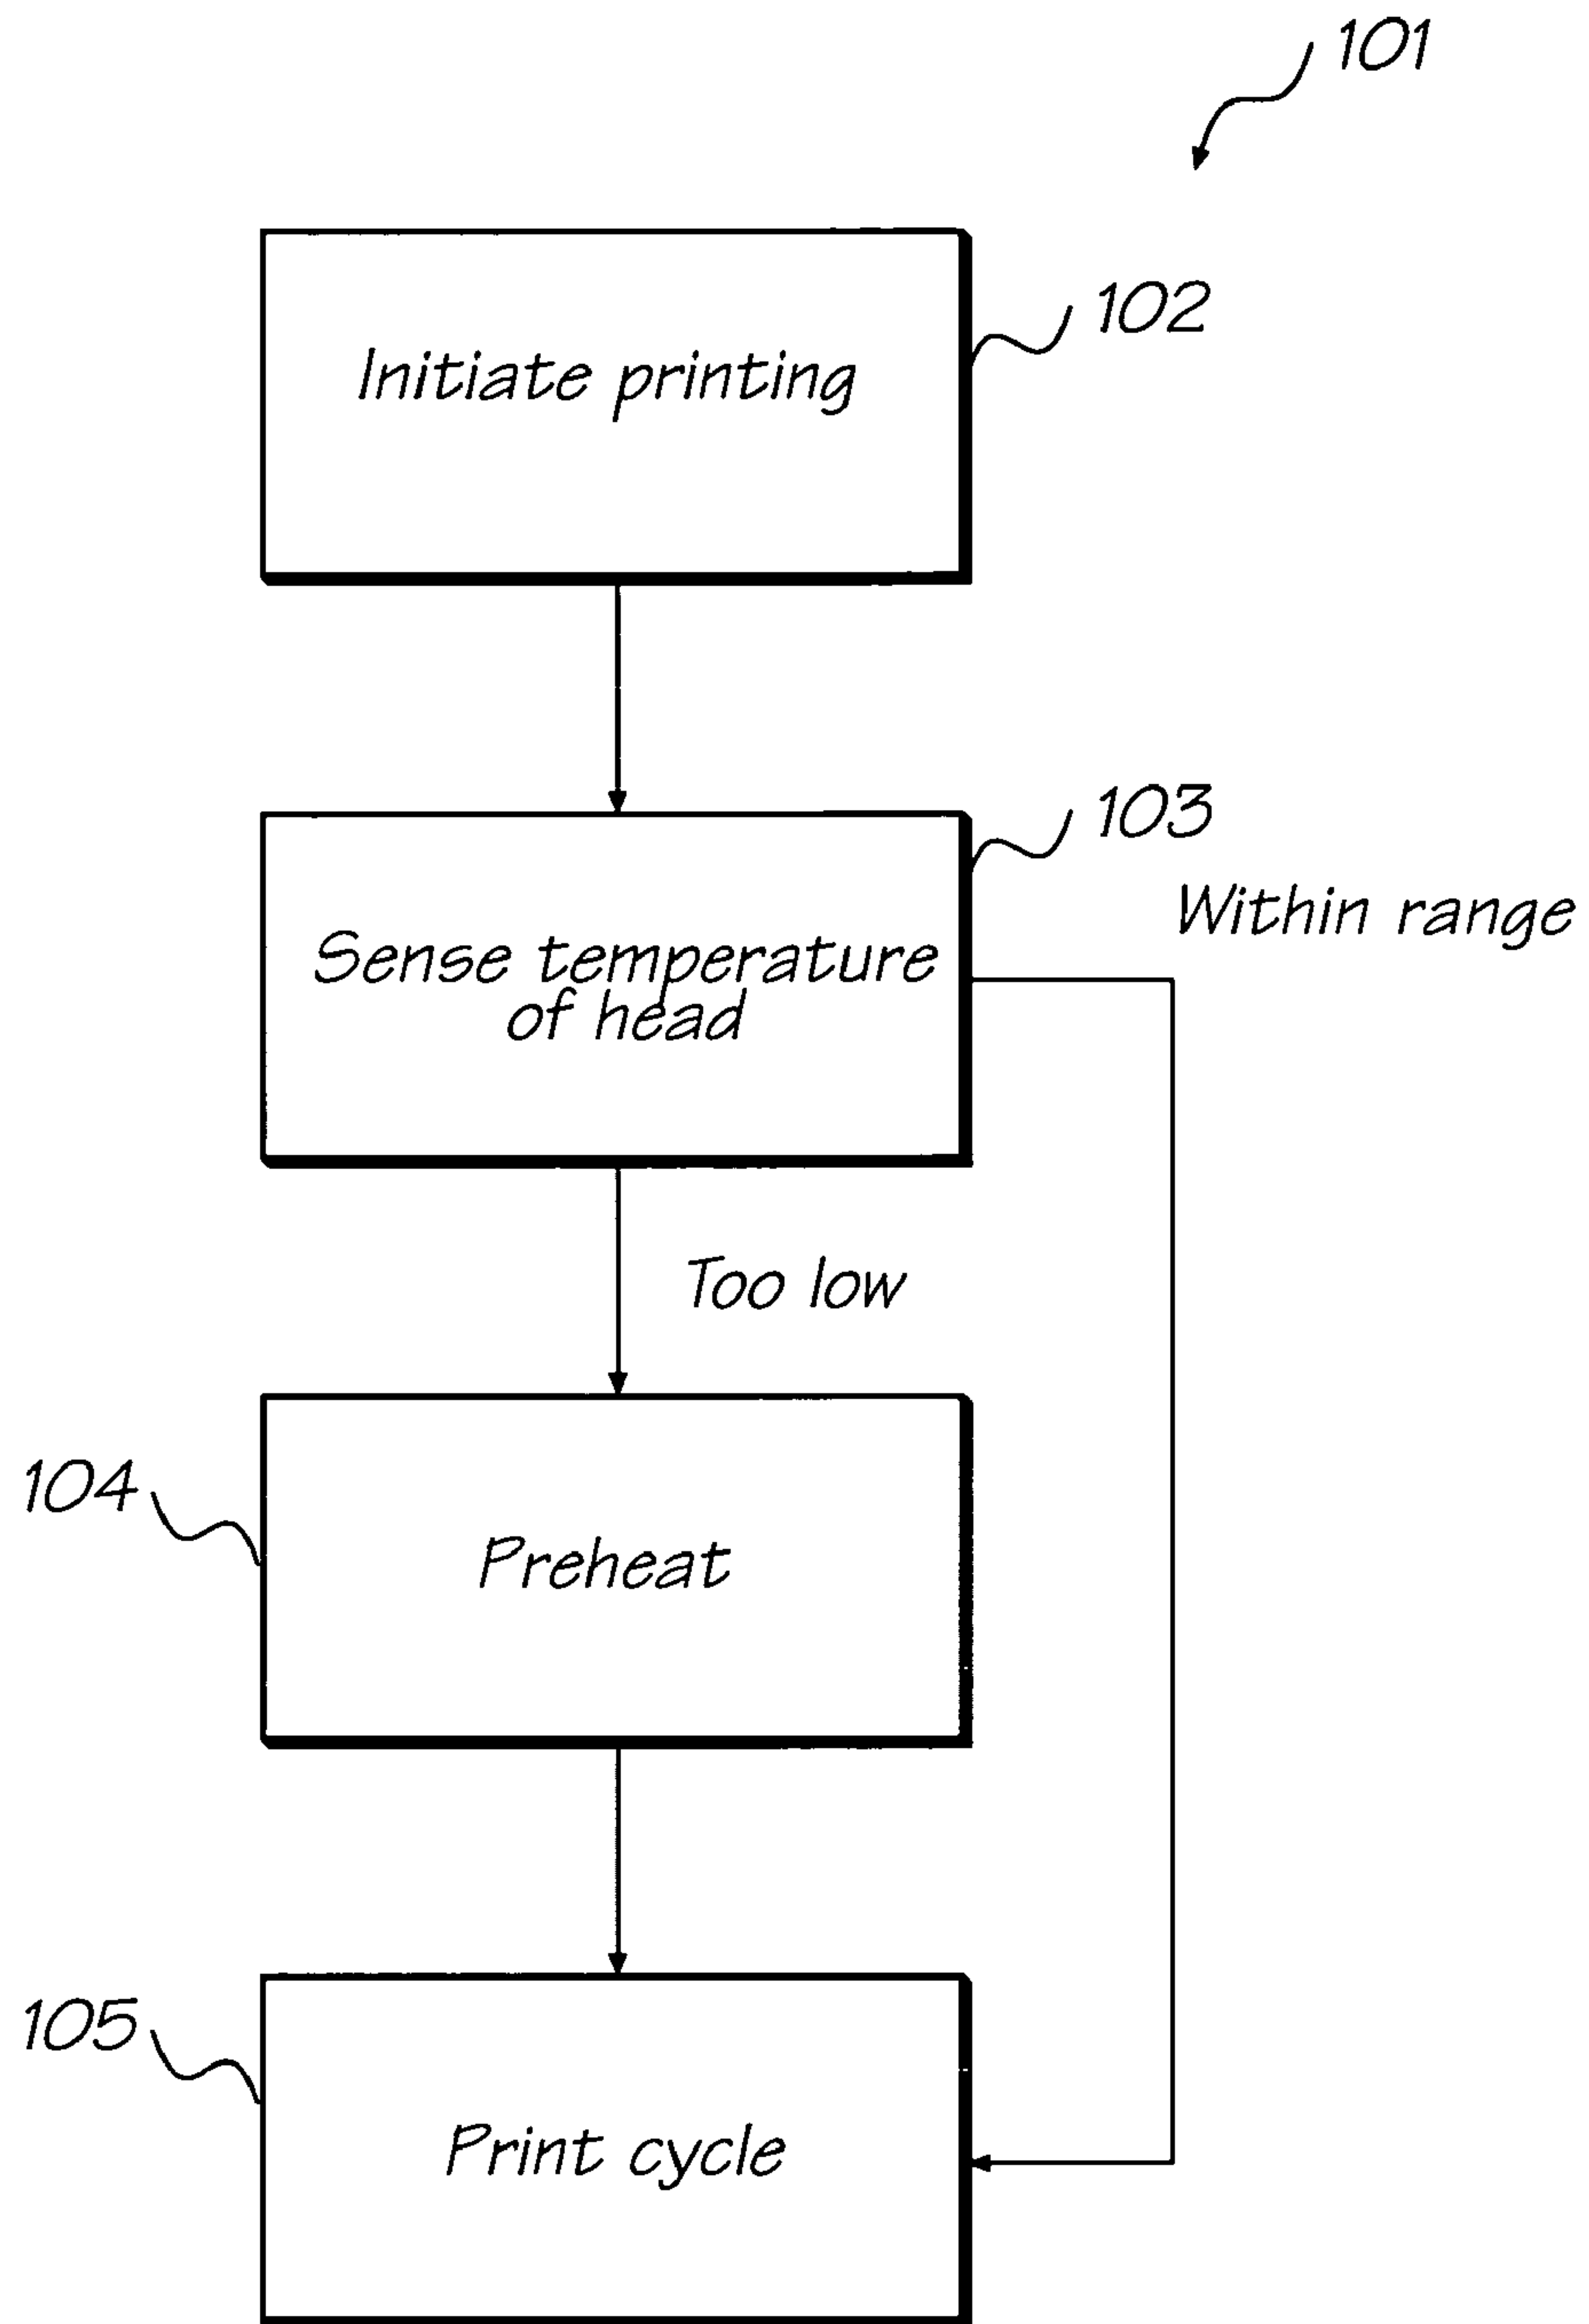 101
102
Initiate printing
103
Within range
Sense temperature
of head
Too low
104
Preheat
105
Print cycle